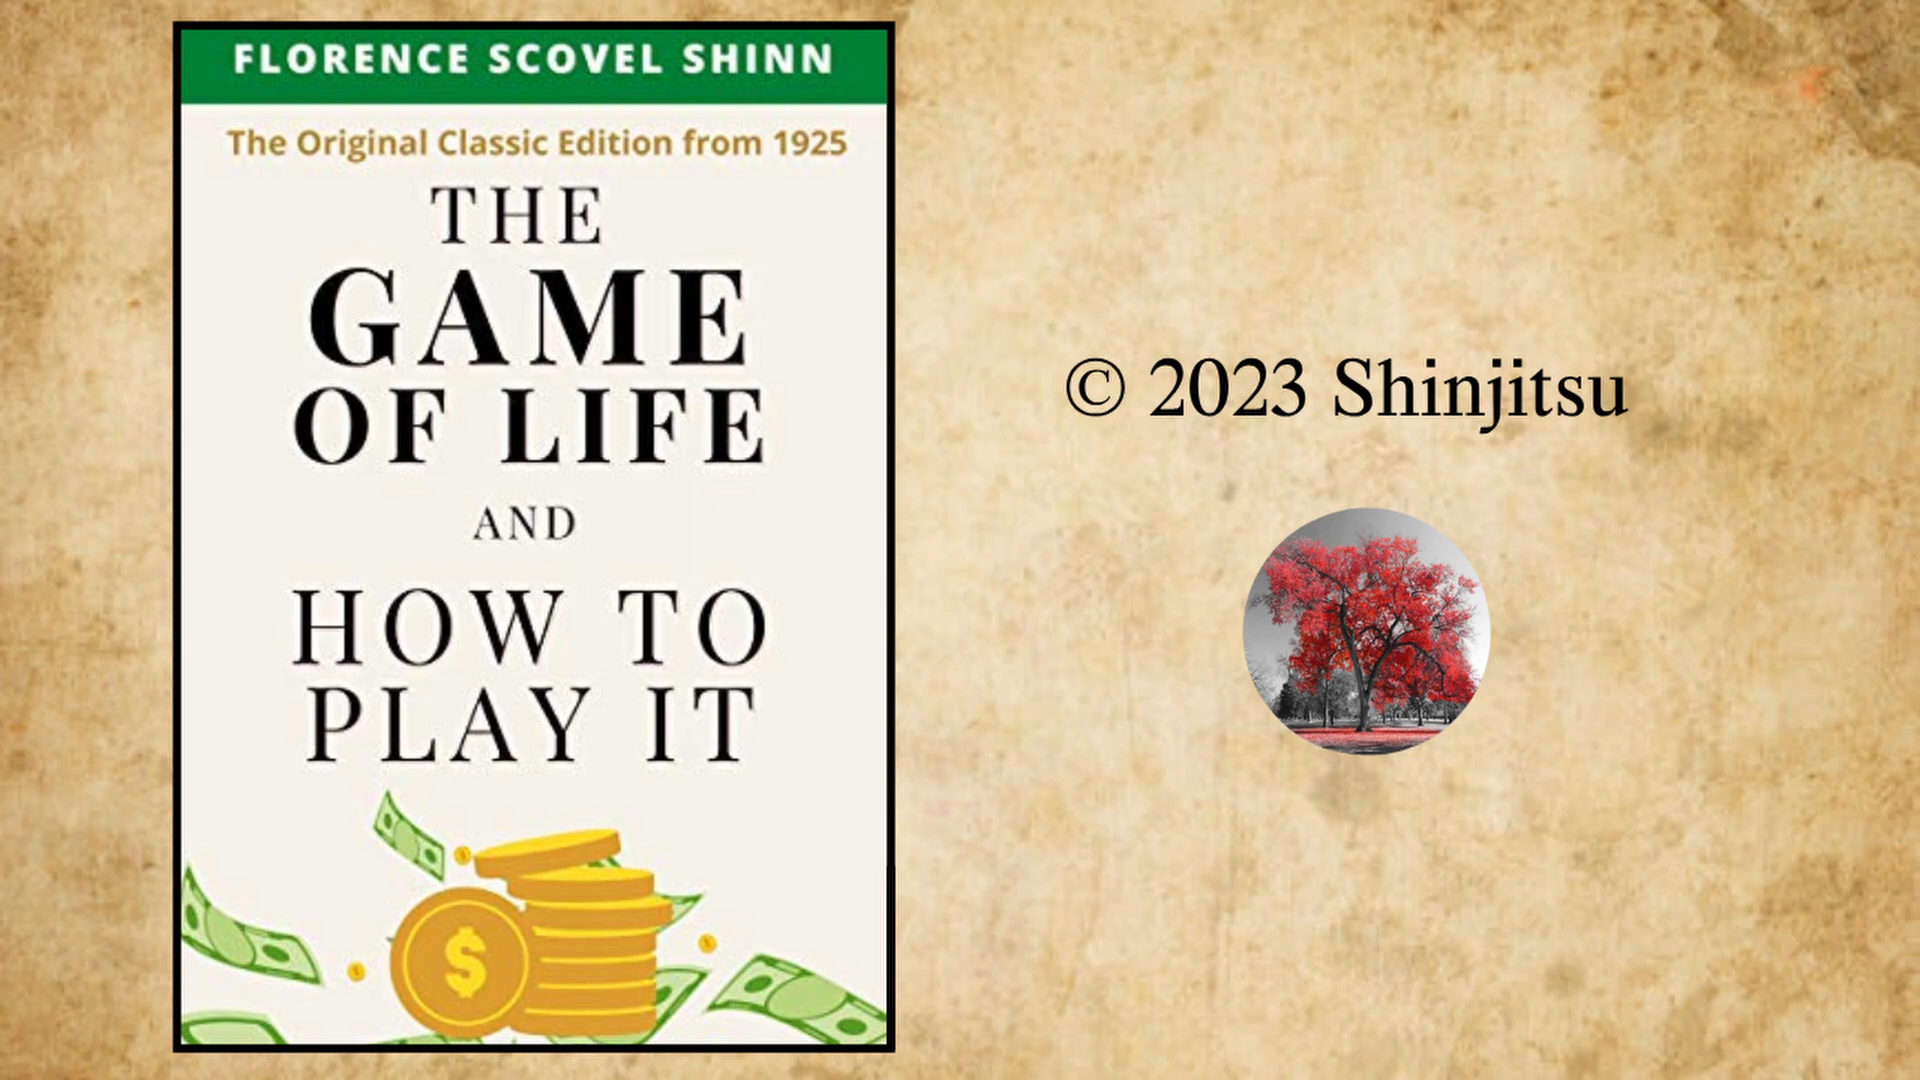 FLORENCE SCOVEL SHINN
The Original Classic Edition from 1925
THE
GAME
OF LIFE
AND
HOW TO
PLAY IT
$
© 2023 Shinjitsu